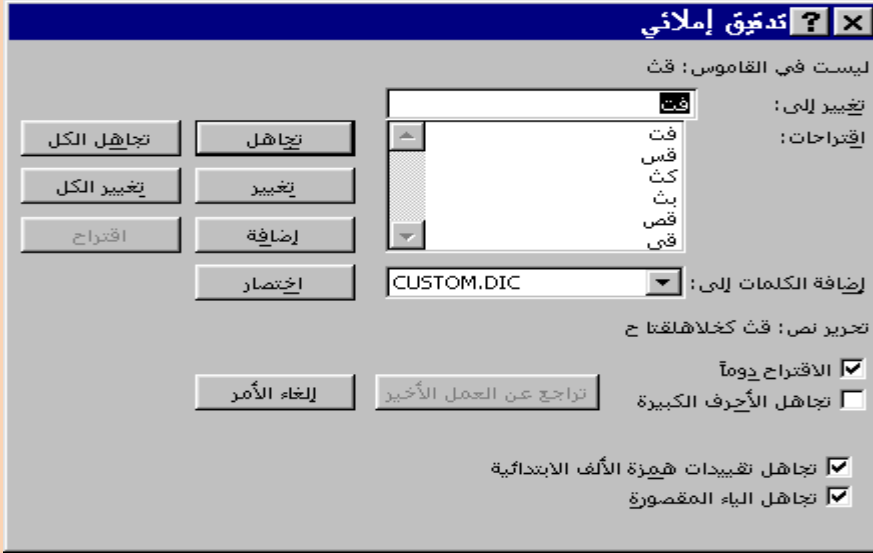 تدقيق إملائي
ليست في القاموس: قث
تغيير إلى: فت
اقتراحات:
فت
قس
كث
بث
قص
قى
تجاهل
تجاهل الكل
تغيير
تغيير الكل
إضافة
اقتراح
إضافة الكلمات إلى: CUSTOM.DIC
اختصار
تحرير نص: قث كخلاهلقتا ح
الاقتراح دوماً
تجاهل الأحرف الكبيرة
تراجع عن العمل الأخير
إلغاء الأمر
تجاهل تقييدات همزة الألف الابتدائية
تجاهل الياء المقصورة